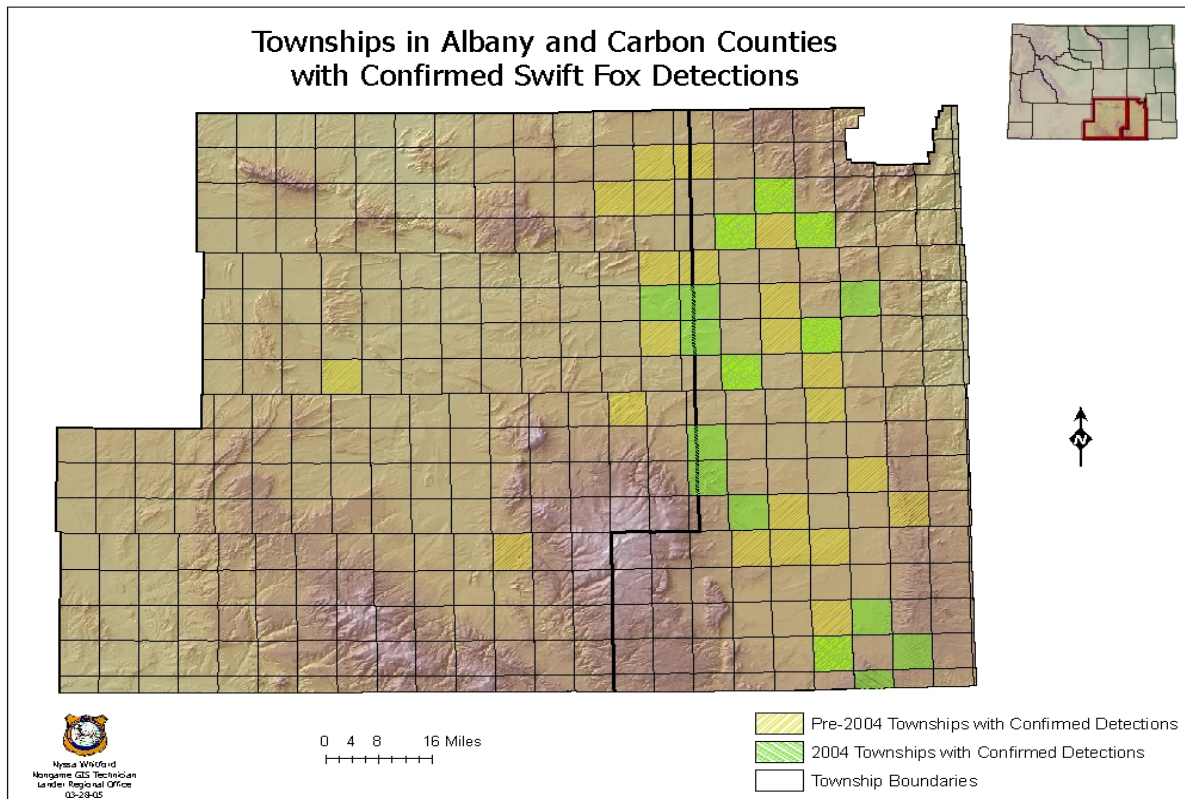 Townships in Albany and Carbon Counties
with Confirmed Swift Fox Detections
N
Pre-2004 Townships with Confirmed Detections
2004 Townships with Confirmed Detections
Township Boundaries
0 4 8 16 Miles
Nyssa Whitford
Nongame GIS Technician
Lander Regional Office
03-28-05